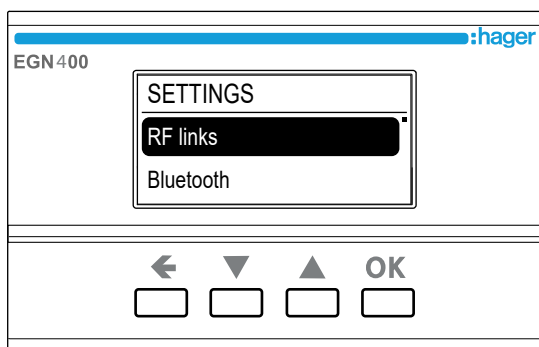 :hager
EGN400
SETTINGS
RF links
Bluetooth
OK